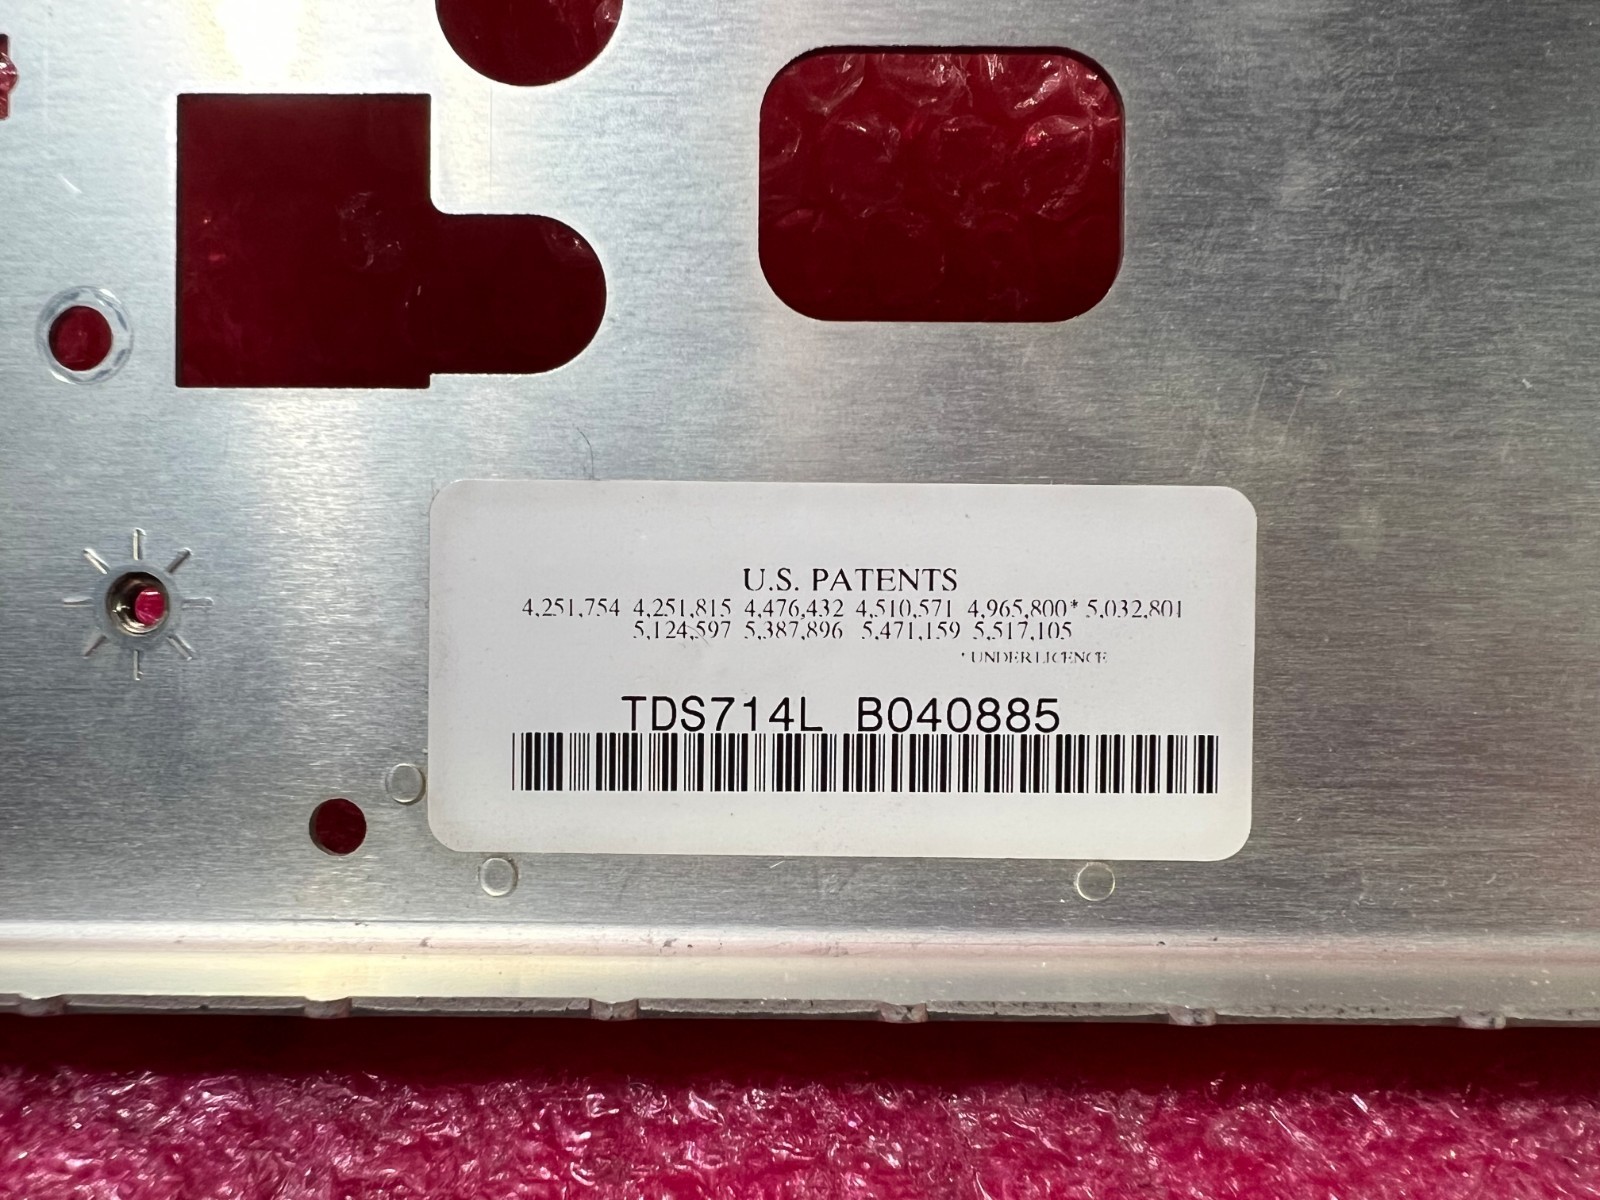 U.S. PATENTS
4,251,754 4,251,815 4,476,432 4,510,571 4,965,800* 5,032,801
5,124,597 5,387,896 5,471,159 5,517,105
* UNDER LICENCE
TDS714L B040885